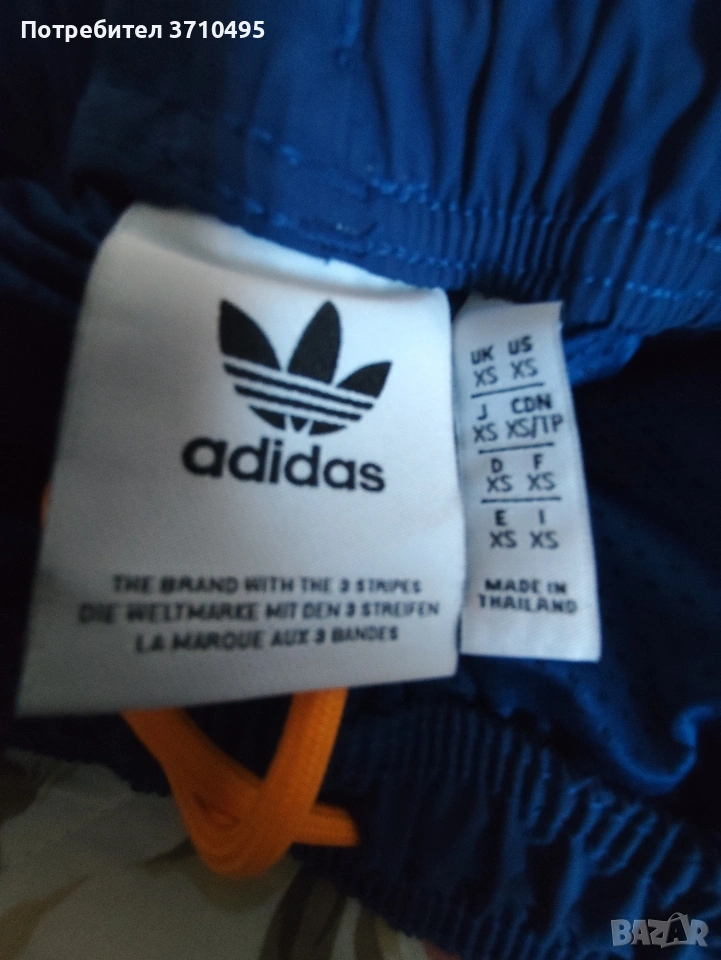 Потребител 3710495
adidas
THE BRAND WITH THE 3 STRIPES
DIE WELTMARKE MIT DEN 3 STREIFEN
LA MARQUE AUX 3 BANDES
UK US
XS XS
J CDN
XS XS/TP
D F
XS XS
E I
XS XS
MADE IN
THAILAND
BAZAR